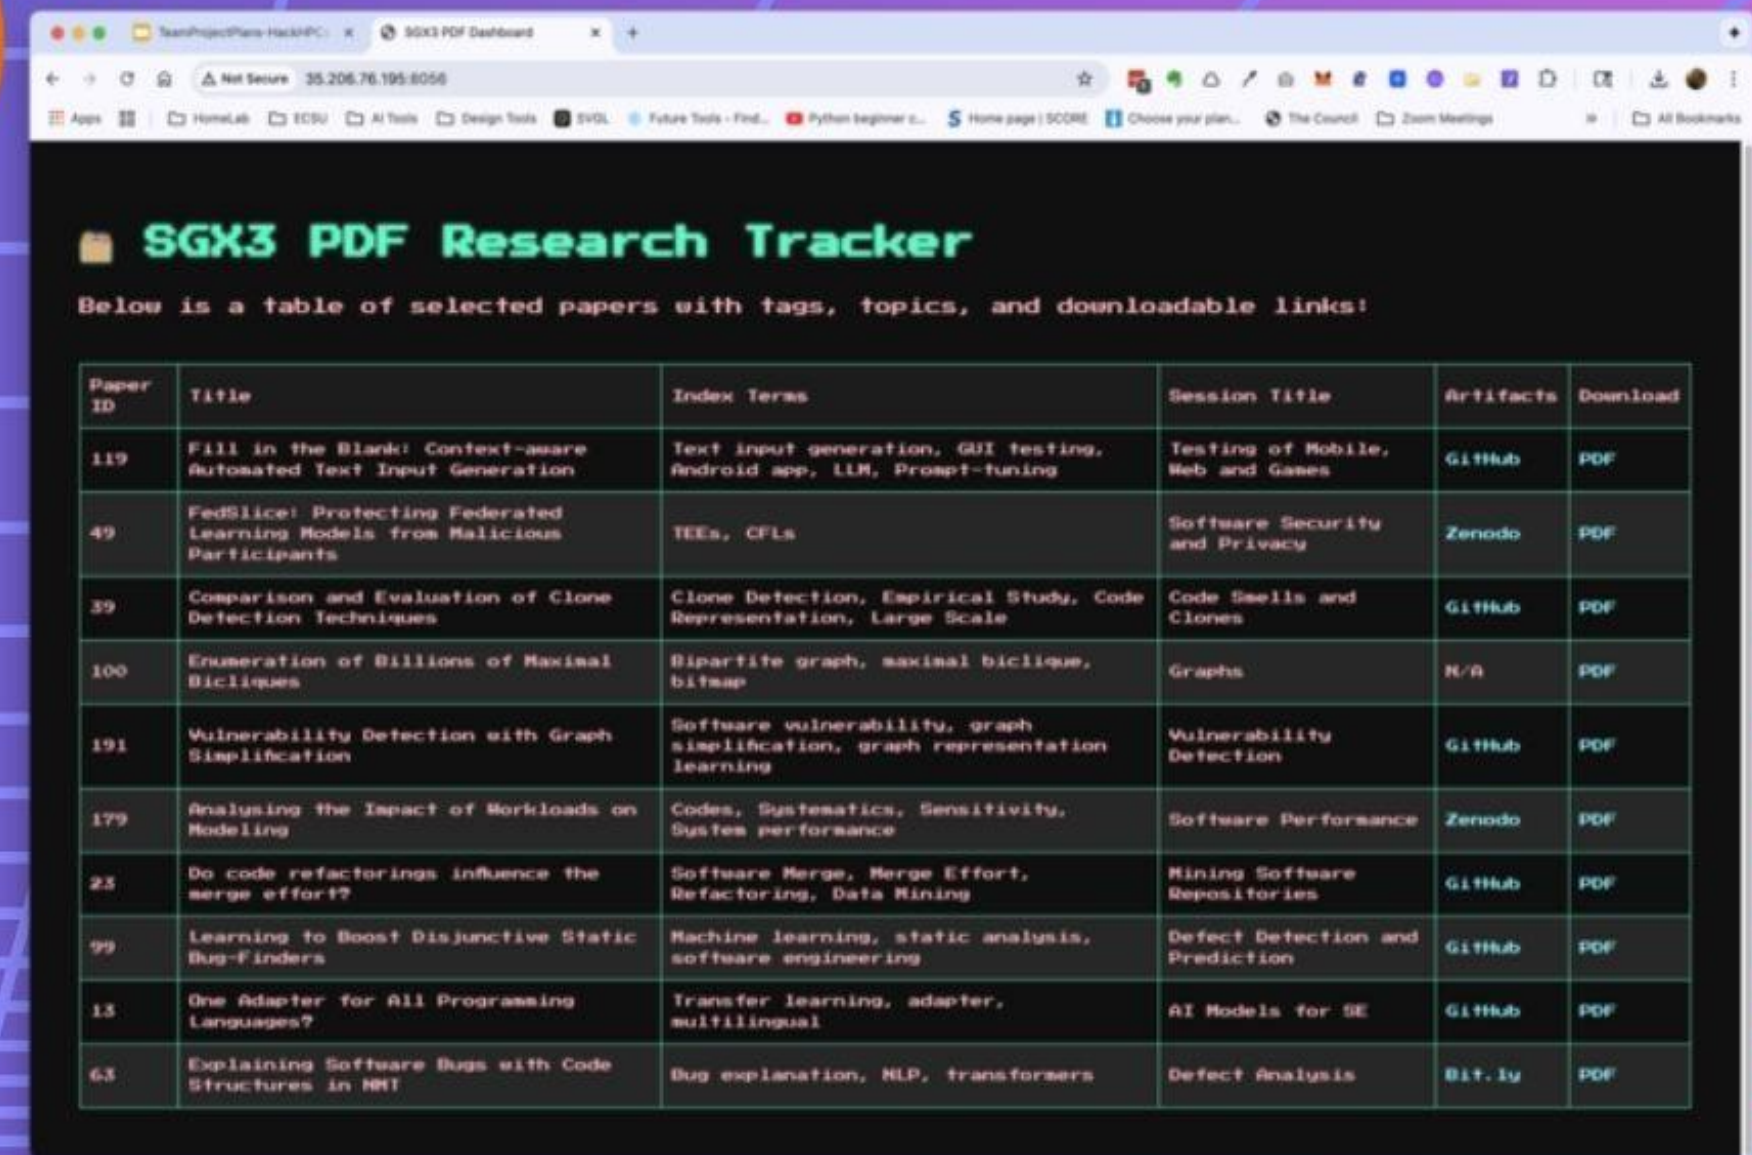 TeamProjectPlans-HackHPC
SGX3 PDF Dashboard
Not Secure 35.206.76.195:8056
Apps HomeLab ECSU AI Tools Design Tools SVGL Future Tools - Find... Python beginner c... Home page | SCORE Choose your plan... The Council Zoom Meetings All Bookmarks
SGX3 PDF Research Tracker
Below is a table of selected papers with tags, topics, and downloadable links:
Paper
ID
Title
Index Terms
Session Title
Artifacts
Download
119
Fill in the Blank: Context-aware
Automated Text Input Generation
Text input generation, GUI testing,
Android app, LLM, Prompt-tuning
Testing of Mobile,
Web and Games
GitHub
PDF
49
FedSlice: Protecting Federated
Learning Models from Malicious
Participants
TEEs, CFLs
Software Security
and Privacy
Zenodo
PDF
39
Comparison and Evaluation of Clone
Detection Techniques
Clone Detection, Empirical Study, Code
Representation, Large Scale
Code Smells and
Clones
GitHub
PDF
100
Enumeration of Billions of Maximal
Bicliques
Bipartite graph, maximal biclique,
bitmap
Graphs
N/A
PDF
191
Vulnerability Detection with Graph
Simplification
Software vulnerability, graph
simplification, graph representation
learning
Vulnerability
Detection
GitHub
PDF
179
Analysing the Impact of Workloads on
Modeling
Codes, Systematics, Sensitivity,
System performance
Software Performance
Zenodo
PDF
23
Do code refactorings influence the
merge effort?
Software Merge, Merge Effort,
Refactoring, Data Mining
Mining Software
Repositories
GitHub
PDF
99
Learning to Boost Disjunctive Static
Bug-Finders
Machine learning, static analysis,
software engineering
Defect Detection and
Prediction
GitHub
PDF
13
One Adapter for All Programming
Languages?
Transfer learning, adapter,
multilingual
AI Models for SE
GitHub
PDF
63
Explaining Software Bugs with Code
Structures in NMT
Bug explanation, NLP, transformers
Defect Analysis
Bit.ly
PDF